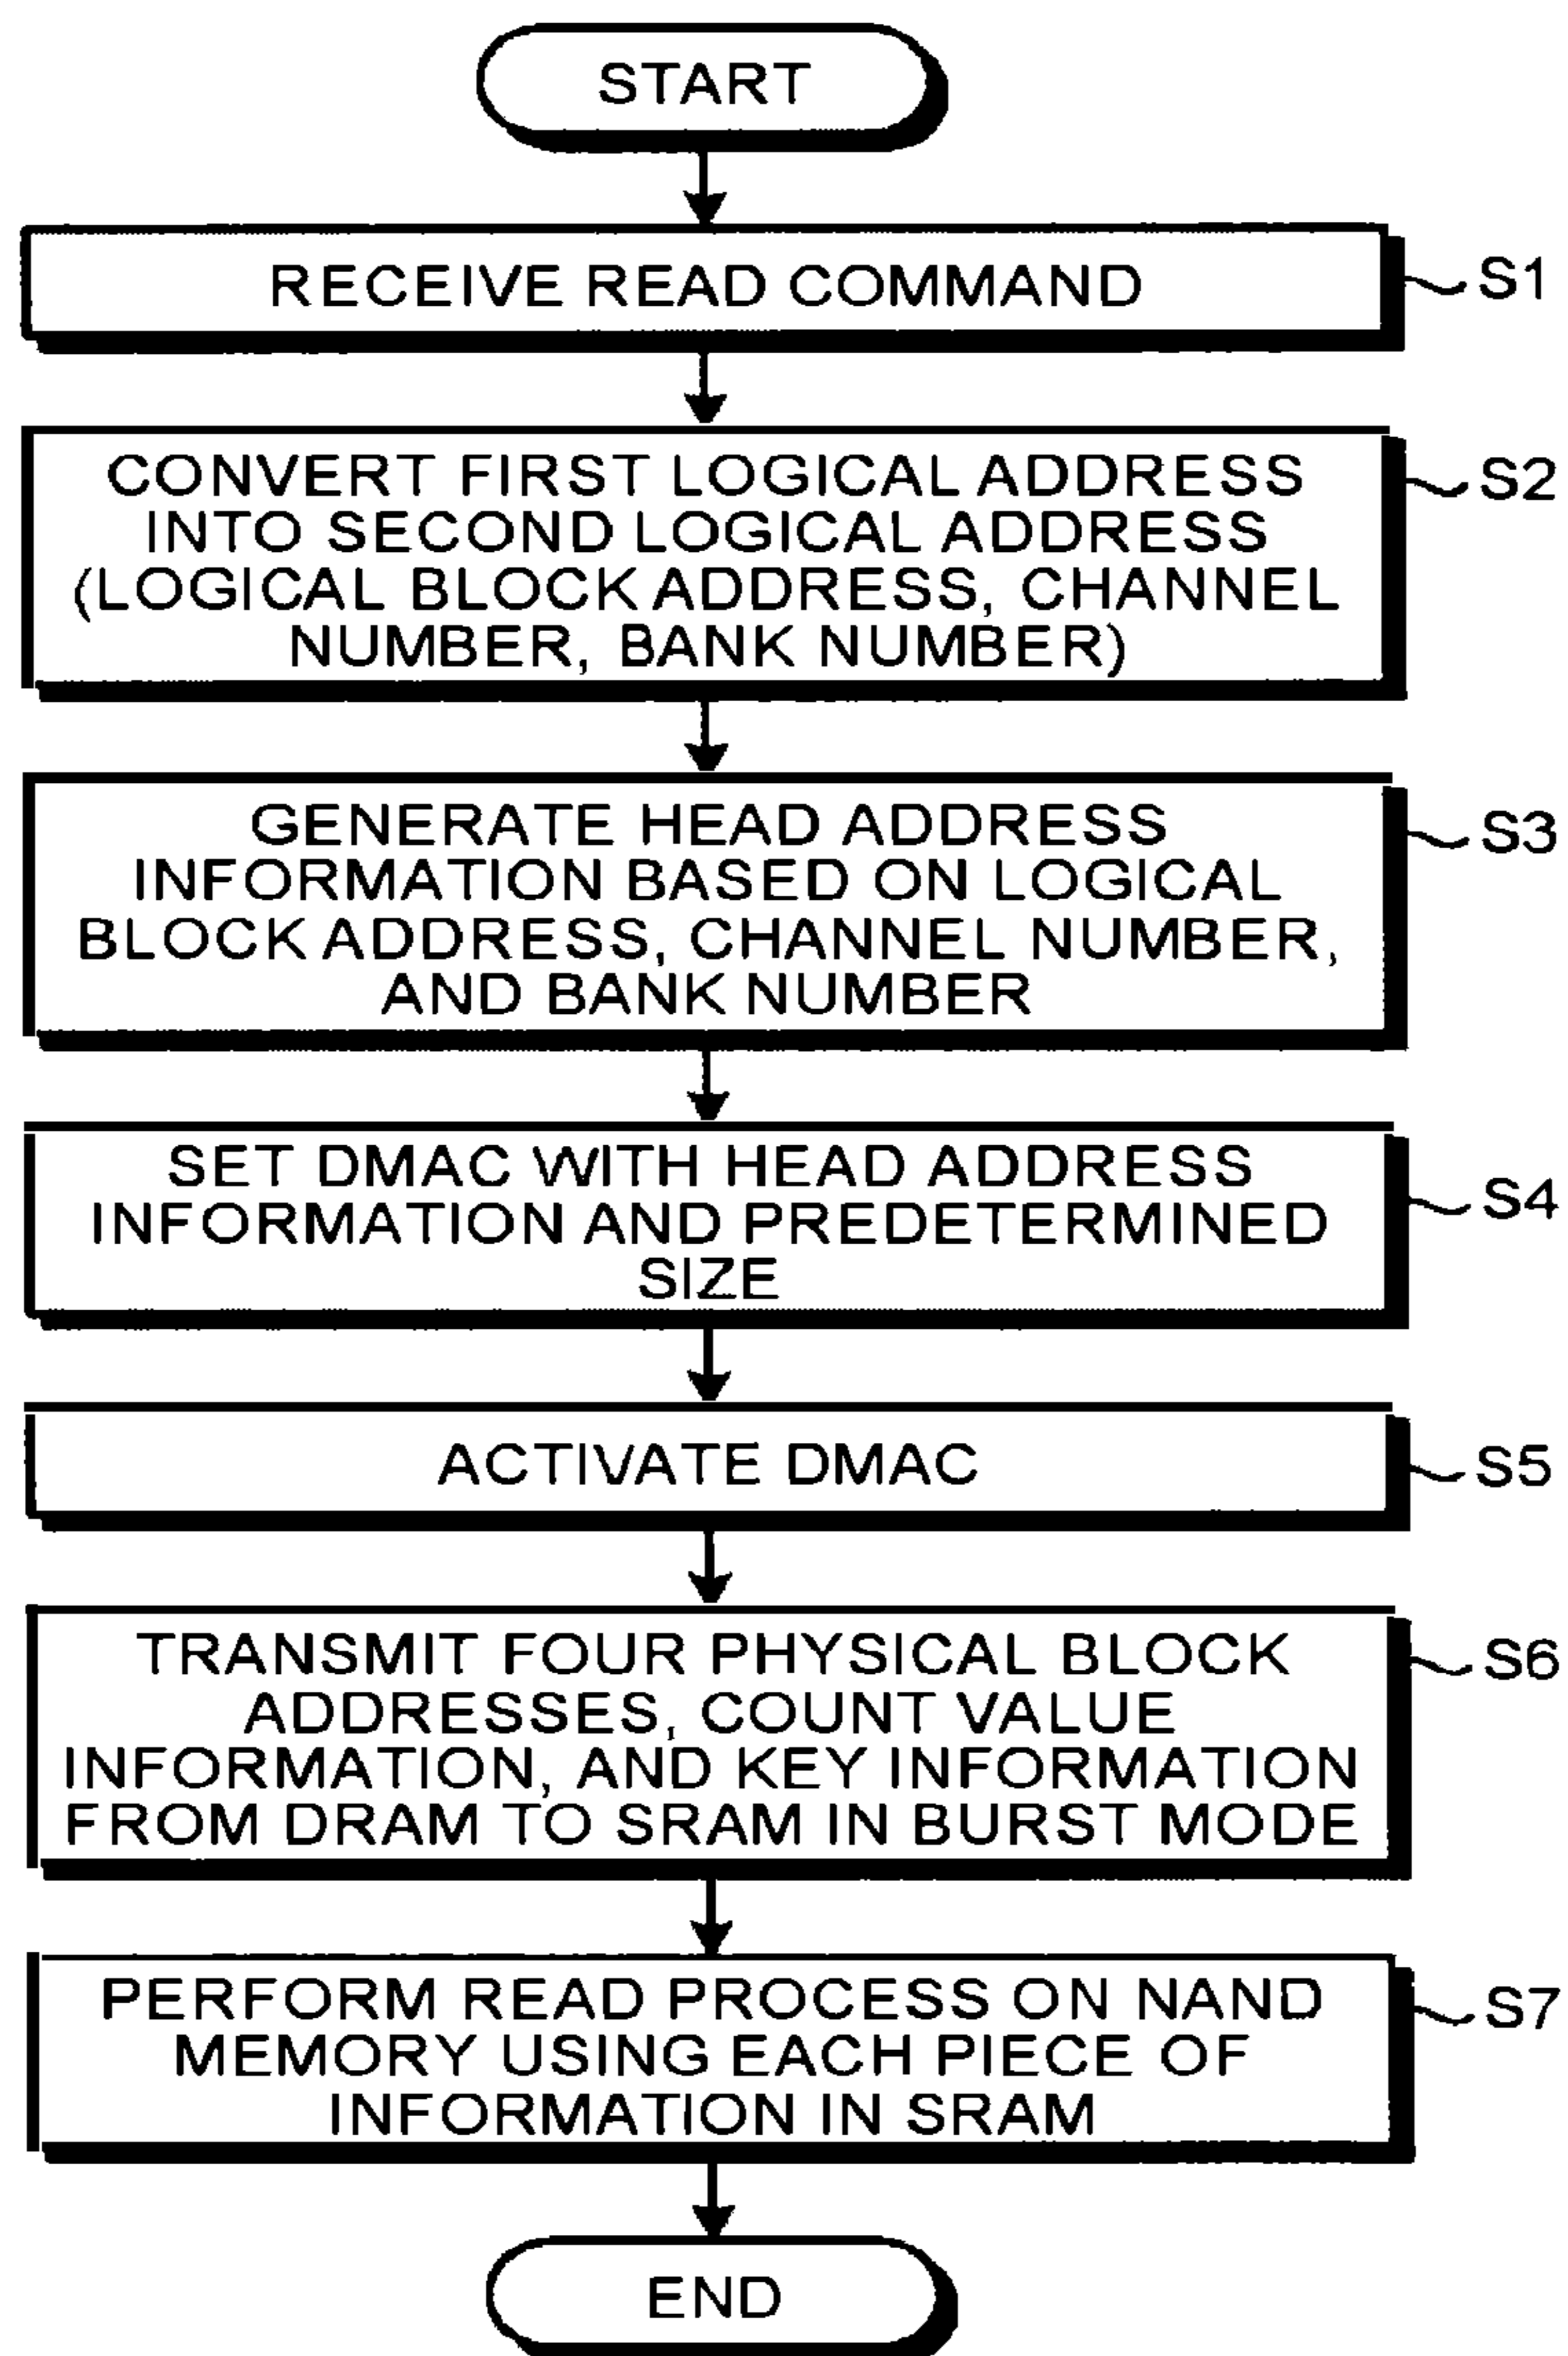 START
RECEIVE READ COMMAND
S1
CONVERT FIRST LOGICAL ADDRESS
INTO SECOND LOGICAL ADDRESS
(LOGICAL BLOCK ADDRESS, CHANNEL
NUMBER, BANK NUMBER)
S2
GENERATE HEAD ADDRESS
INFORMATION BASED ON LOGICAL
BLOCK ADDRESS, CHANNEL NUMBER,
AND BANK NUMBER
S3
SET DMAC WITH HEAD ADDRESS
INFORMATION AND PREDETERMINED
SIZE
S4
ACTIVATE DMAC
S5
TRANSMIT FOUR PHYSICAL BLOCK
ADDRESSES, COUNT VALUE
INFORMATION, AND KEY INFORMATION
FROM DRAM TO SRAM IN BURST MODE
S6
PERFORM READ PROCESS ON NAND
MEMORY USING EACH PIECE OF
INFORMATION IN SRAM
S7
END